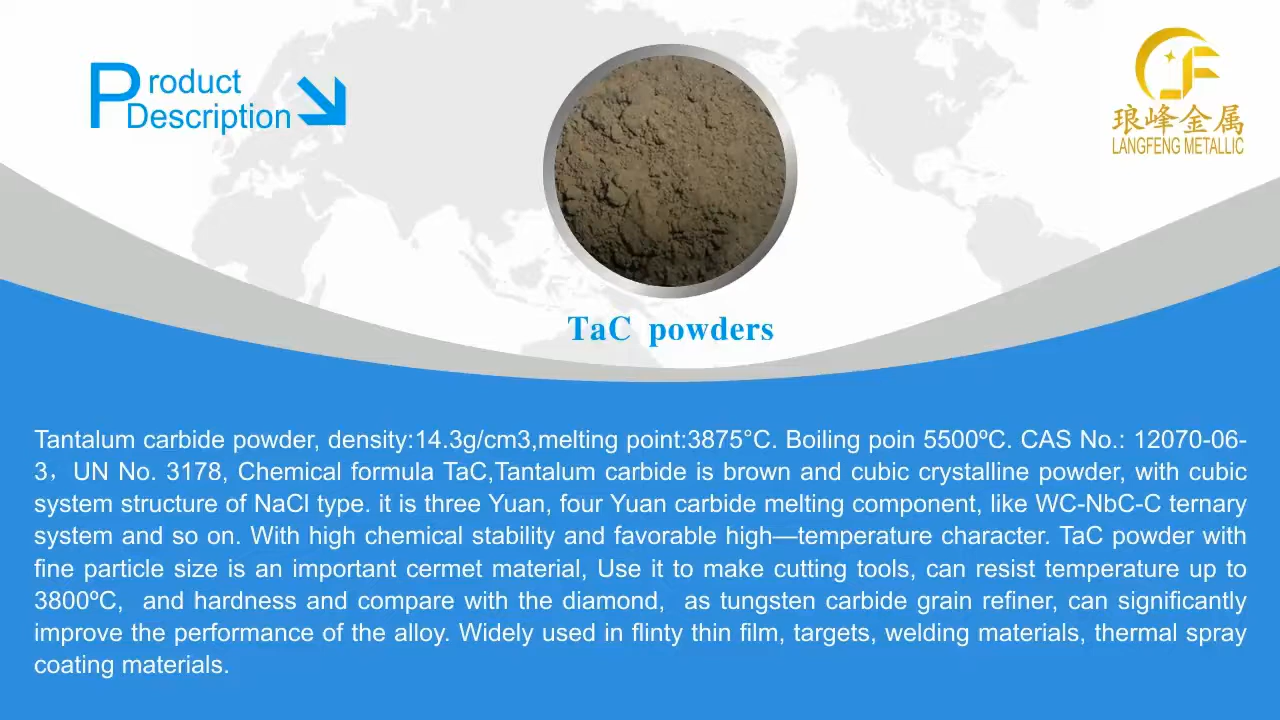 Product
Description
琅峰金属
LANGFENG METALLIC
TaC powders
Tantalum carbide powder, density:14.3g/cm3,melting point:3875°C. Boiling poin 5500ºC. CAS No.: 12070-06-
3，UN No. 3178, Chemical formula TaC,Tantalum carbide is brown and cubic crystalline powder, with cubic
system structure of NaCl type. it is three Yuan, four Yuan carbide melting component, like WC-NbC-C ternary
system and so on. With high chemical stability and favorable high—temperature character. TaC powder with
fine particle size is an important cermet material, Use it to make cutting tools, can resist temperature up to
3800ºC,  and hardness and compare with the diamond,  as tungsten carbide grain refiner, can significantly
improve the performance of the alloy. Widely used in flinty thin film, targets, welding materials, thermal spray
coating materials.